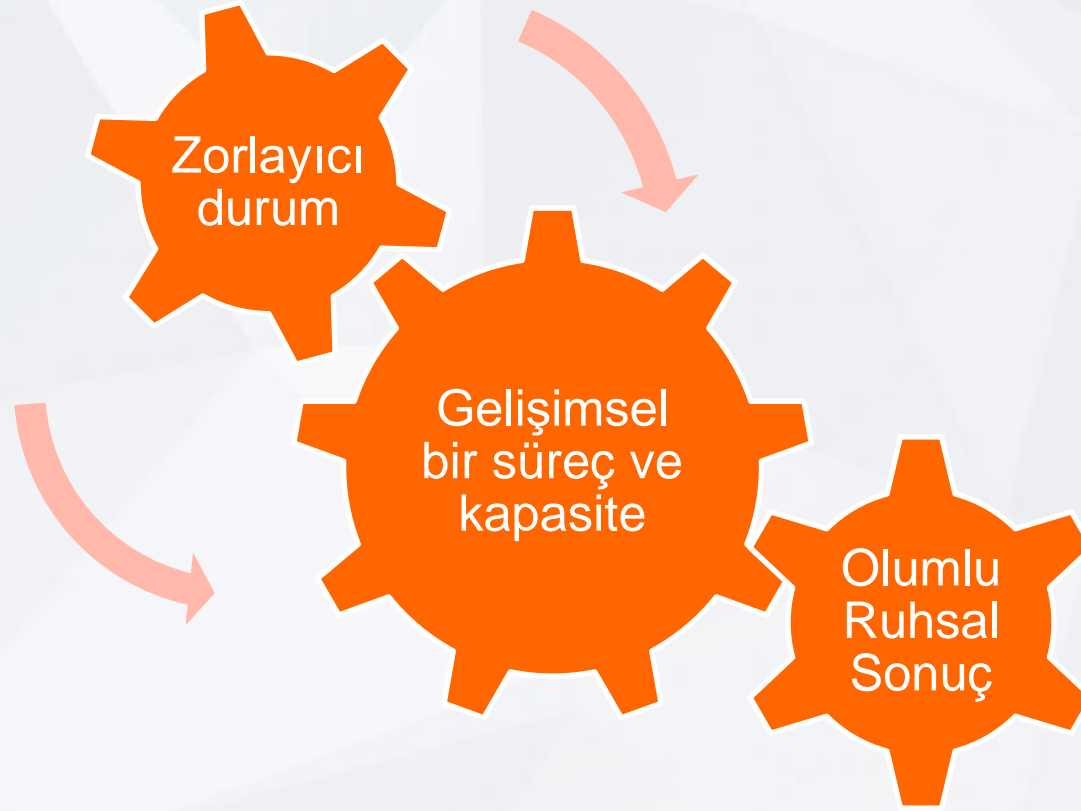 Zorlayıcı
durum
Gelişimsel
bir süreç ve
kapasite
Olumlu
Ruhsal
Sonuç